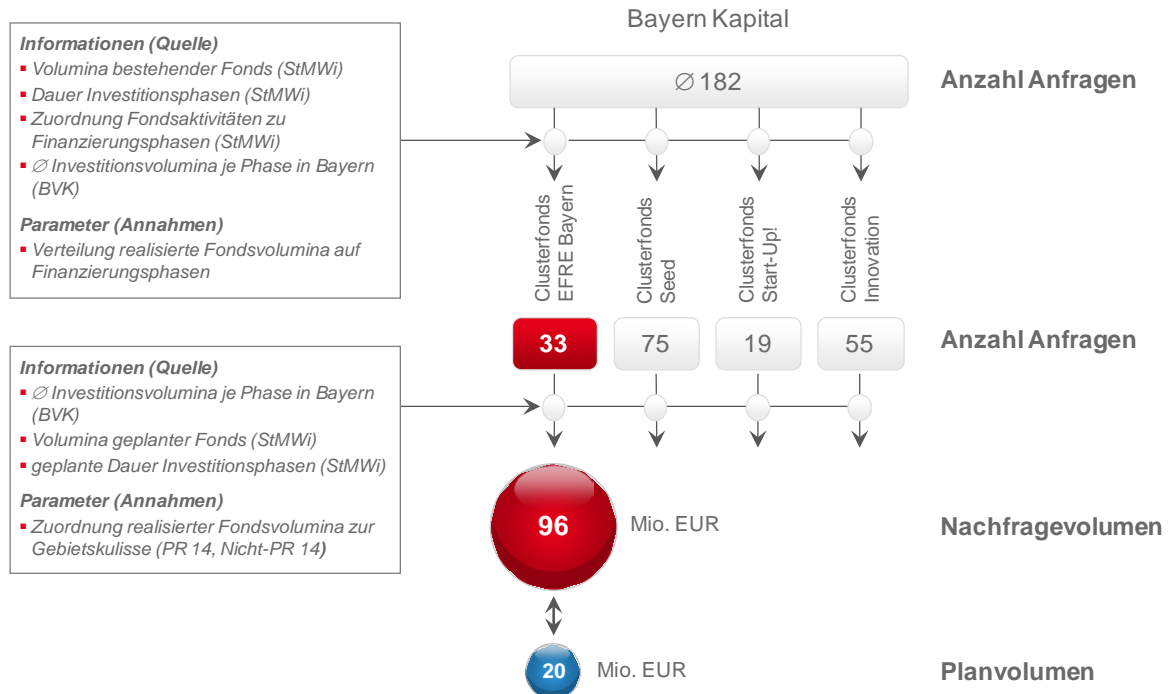 Bayern Kapital
Informationen (Quelle)
▪ Volumina bestehender Fonds (StMWi)
▪ Dauer Investitionsphasen (StMWi)
▪ Zuordnung Fondsaktivitäten zu
Finanzierungsphasen (StMWi)
▪ ∅ Investitionsvolumina je Phase in Bayern
(BVK)
Parameter (Annahmen)
▪ Verteilung realisierte Fondsvolumina auf
Finanzierungsphasen
∅ 182
Anzahl Anfragen
Clusterfonds
EFRE Bayern
Clusterfonds
Seed
Clusterfonds
Start-Up!
Clusterfonds
Innovation
33
75
19
55
Anzahl Anfragen
Informationen (Quelle)
▪ ∅ Investitionsvolumina je Phase in Bayern
(BVK)
▪ Volumina geplanter Fonds (StMWi)
▪ geplante Dauer Investitionsphasen (StMWi)
Parameter (Annahmen)
▪ Zuordnung realisierter Fondsvolumina zur
Gebietskulisse (PR 14, Nicht-PR 14)
96
Mio. EUR
Nachfragevolumen
20
Mio. EUR
Planvolumen